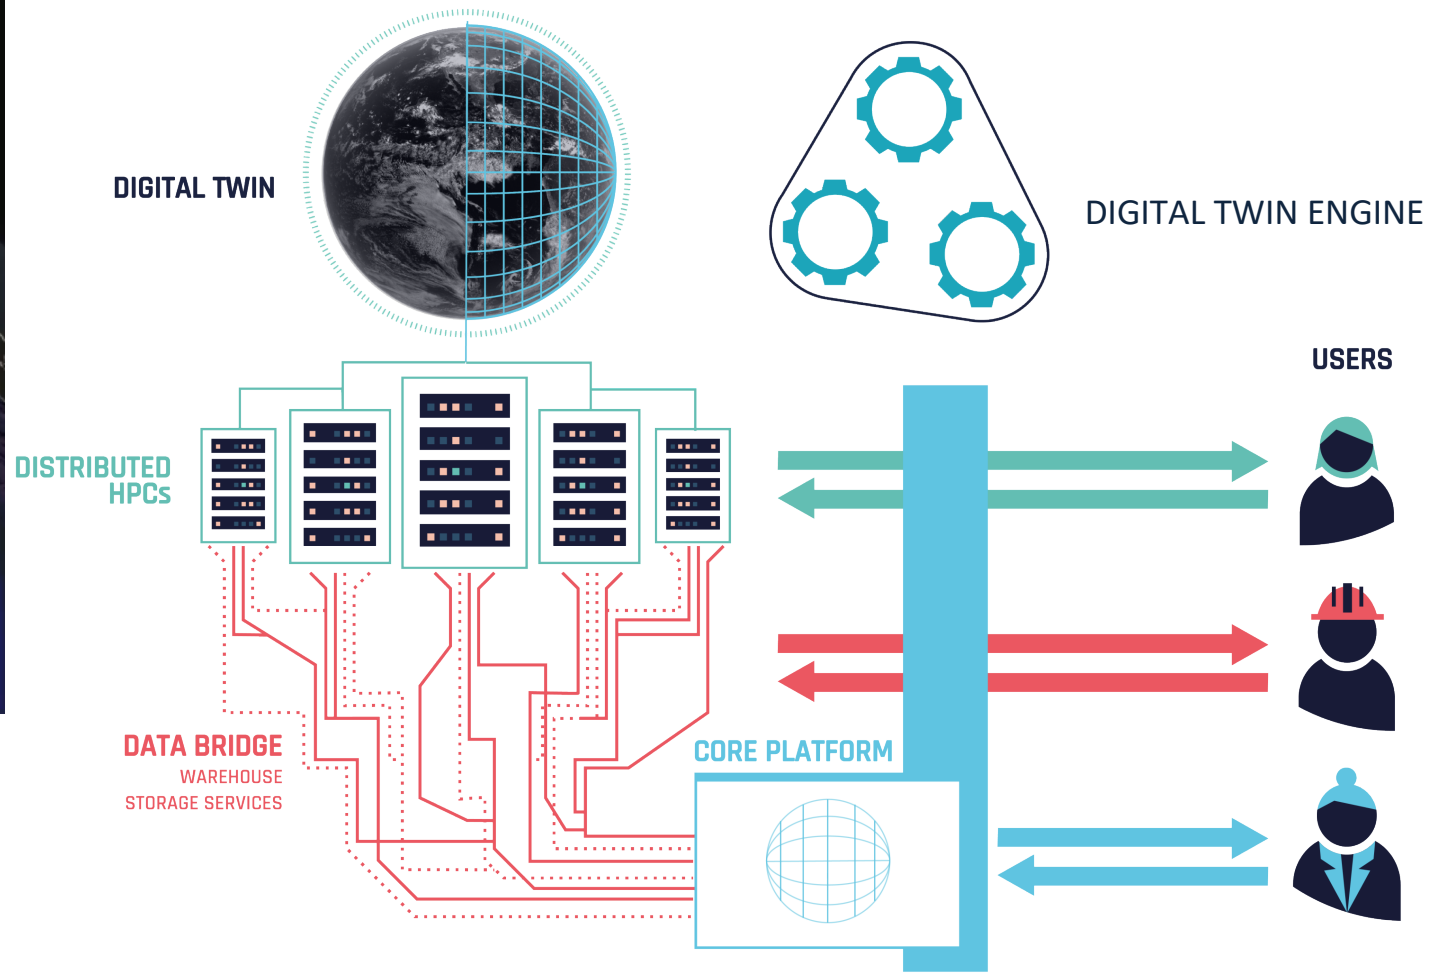 DIGITAL TWIN
DIGITAL TWIN ENGINE
USERS
DISTRIBUTED
HPCs
DATA BRIDGE
WAREHOUSE
STORAGE SERVICES
CORE PLATFORM